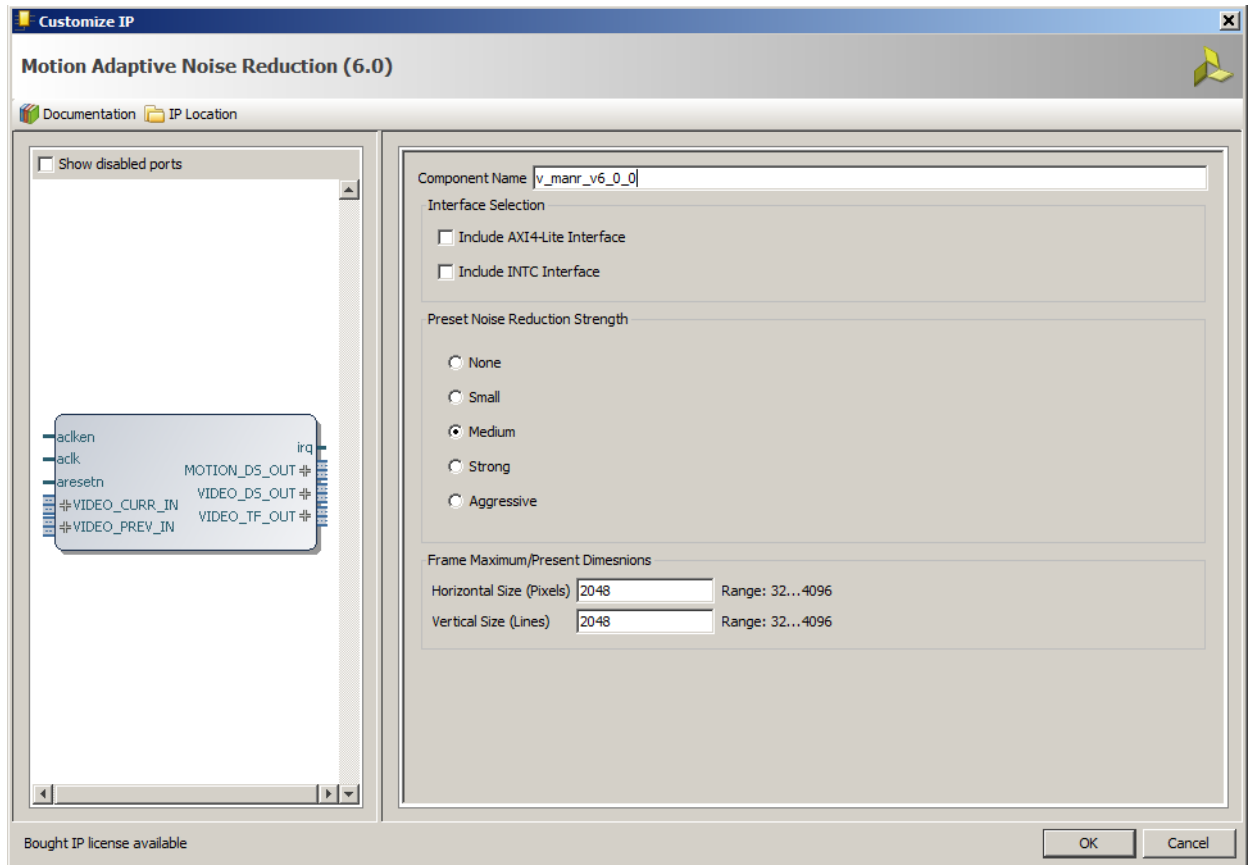 Customize IP
Motion Adaptive Noise Reduction (6.0)
Documentation IP Location
Show disabled ports
aclken
aclk
aresetn
VIDEO_CURR_IN
VIDEO_PREV_IN
irq
MOTION_DS_OUT
VIDEO_DS_OUT
VIDEO_TF_OUT
Component Name v_manr_v6_0_0
Interface Selection
Include AXI4-Lite Interface
Include INTC Interface
Preset Noise Reduction Strength
None
Small
Medium
Strong
Aggressive
Frame Maximum/Present Dimesnions
Horizontal Size (Pixels) 2048 Range: 32...4096
Vertical Size (Lines) 2048 Range: 32...4096
Bought IP license available
OK Cancel